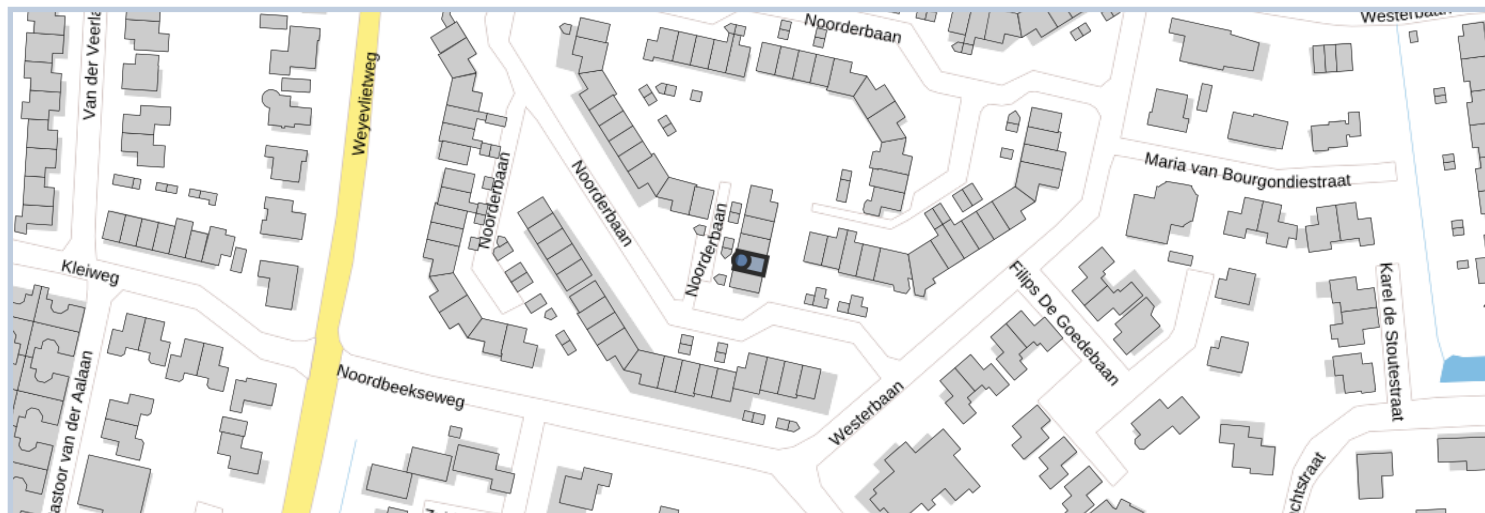 Noorderbaan
Westerbaan
Van der Veerla
Weyevlietweg
Noorderbaan
Noorderbaan
Maria van Bourgondiestraat
Noorderbaan
Kleiweg
Filips De Goedebaan
Karel de Stoutestraat
astoor van der Aalaan
Noordbeekseweg
Westerbaan
chtstraat